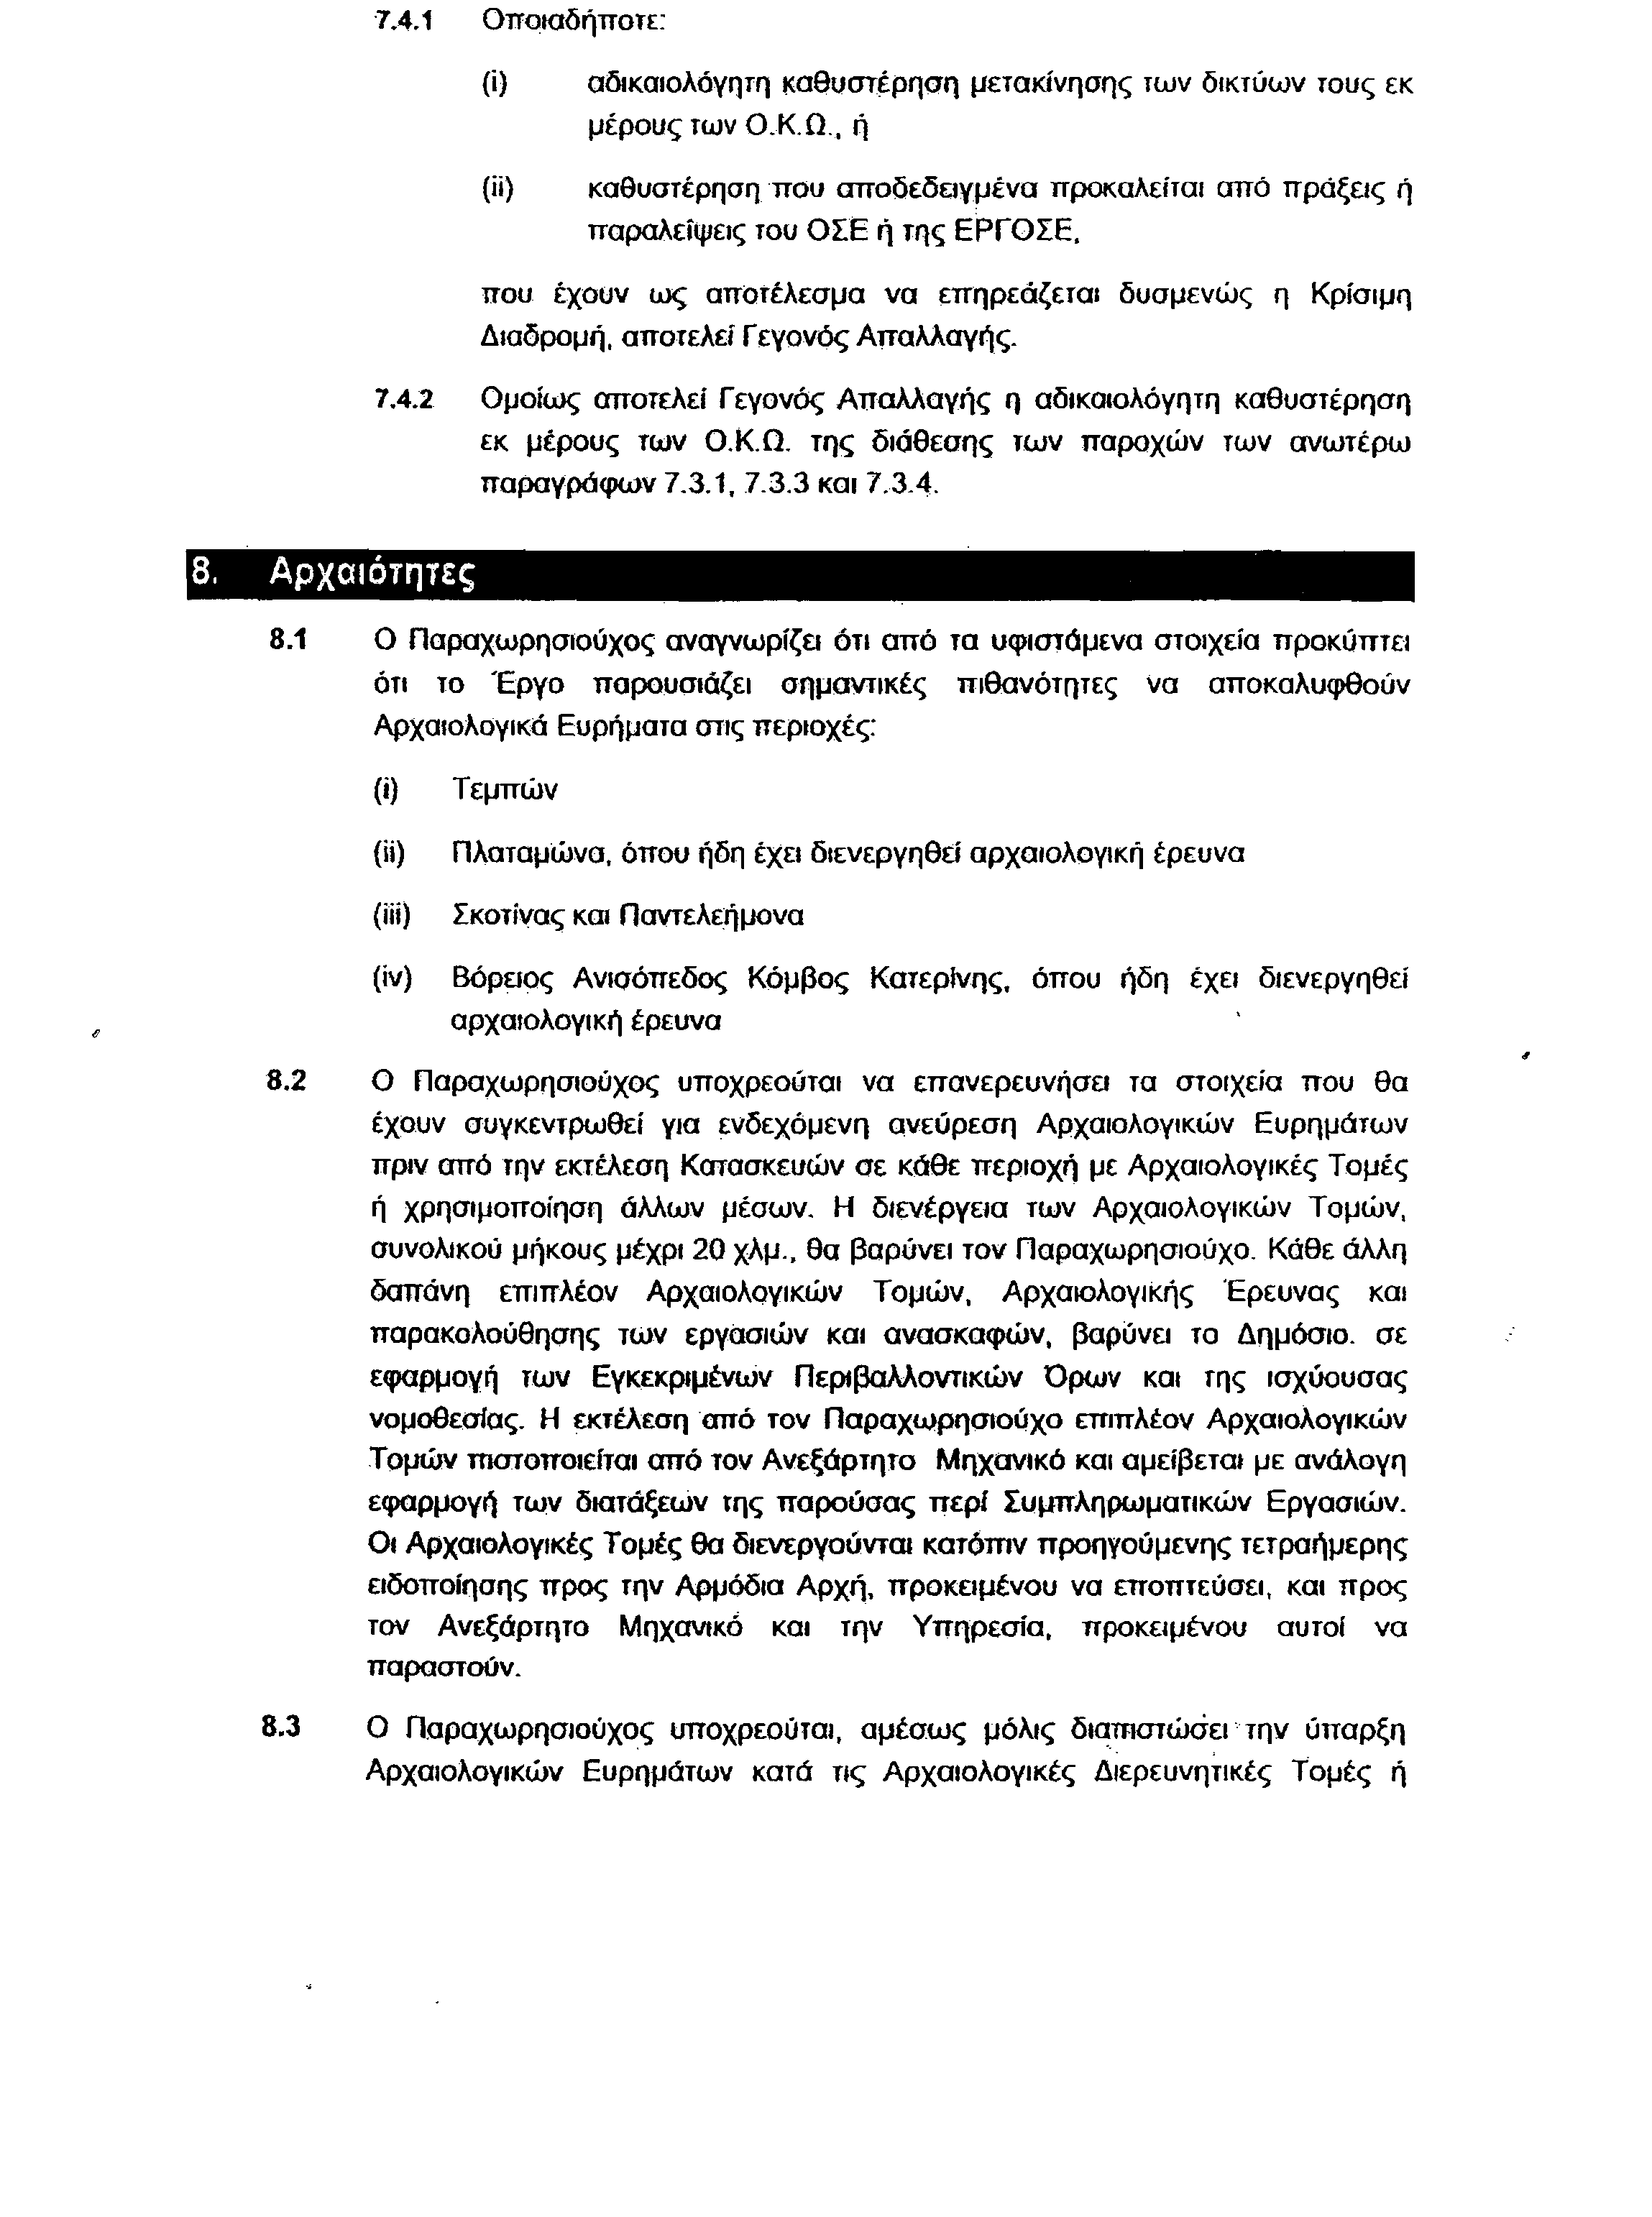 7.4.1 Οποιαδήποτε:
(i) αδικαιολόγητη καθυστέρηση μετακίνησης των δικτύων τους εκ
μέρους των Ο.Κ.Ω., ή
(ii) καθυστέρηση που αποδεδειγμένα προκαλείται από πράξεις ή
παραλείψεις του ΟΣΕ ή της ΕΡΓΟΣΕ,
που έχουν ως αποτέλεσμα να επηρεάζεται δυσμενώς η Κρίσιμη
Διαδρομή, αποτελεί Γεγονός Απαλλαγής.
7.4.2 Ομοίως αποτελεί Γεγονός Απαλλαγής η αδικαιολόγητη καθυστέρηση
εκ μέρους των Ο.Κ.Ω. της διάθεσης των παροχών των ανωτέρω
παραγράφων 7.3.1, 7.3.3 και 7.3.4.
8. Αρχαιότητες
8.1 Ο Παραχωρησιούχος αναγνωρίζει ότι από τα υφιστάμενα στοιχεία προκύπτει
ότι το Έργο παρουσιάζει σημαντικές πιθανότητες να αποκαλυφθούν
Αρχαιολογικά Ευρήματα στις περιοχές:
(i) Τεμπών
(ii) Πλαταμώνα, όπου ήδη έχει διενεργηθεί αρχαιολογική έρευνα
(iii) Σκοτίνας και Παντελεήμονα
(iv) Βόρειος Ανισόπεδος Κόμβος Κατερίνης, όπου ήδη έχει διενεργηθεί
αρχαιολογική έρευνα
8.2 Ο Παραχωρησιούχος υποχρεούται να επανερευνήσει τα στοιχεία που θα
έχουν συγκεντρωθεί για ενδεχόμενη ανεύρεση Αρχαιολογικών Ευρημάτων
πριν από την εκτέλεση Κατασκευών σε κάθε περιοχή με Αρχαιολογικές Τομές
ή χρησιμοποίηση άλλων μέσων. Η διενέργεια των Αρχαιολογικών Τομών,
συνολικού μήκους μέχρι 20 χλμ., θα βαρύνει τον Παραχωρησιούχο. Κάθε άλλη
δαπάνη επιπλέον Αρχαιολογικών Τομών, Αρχαιολογικής Έρευνας και
παρακολούθησης των εργασιών και ανασκαφών, βαρύνει το Δημόσιο. σε
εφαρμογή των Εγκεκριμένων Περιβαλλοντικών Όρων και της ισχύουσας
νομοθεσίας. Η εκτέλεση από τον Παραχωρησιούχο επιπλέον Αρχαιολογικών
Τομών πιστοποιείται από τον Ανεξάρτητο Μηχανικό και αμείβεται με ανάλογη
εφαρμογή των διατάξεων της παρούσας περί Συμπληρωματικών Εργασιών.
Οι Αρχαιολογικές Τομές θα διενεργούνται κατόπιν προηγούμενης τετραήμερης
ειδοποίησης προς την Αρμόδια Αρχή, προκειμένου να εποπτεύσει, και προς
τον Ανεξάρτητο Μηχανικό και την Υπηρεσία, προκειμένου αυτοί να
παραστούν.
8.3 Ο Παραχωρησιούχος υποχρεούται, αμέσως μόλις διαπιστώσει την ύπαρξη
Αρχαιολογικών Ευρημάτων κατά τις Αρχαιολογικές Διερευνητικές Τομές ή